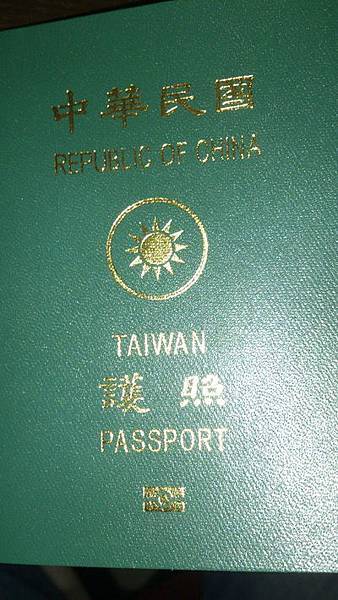 中華民國
REPUBLIC OF CHINA
TAIWAN
護照
PASSPORT